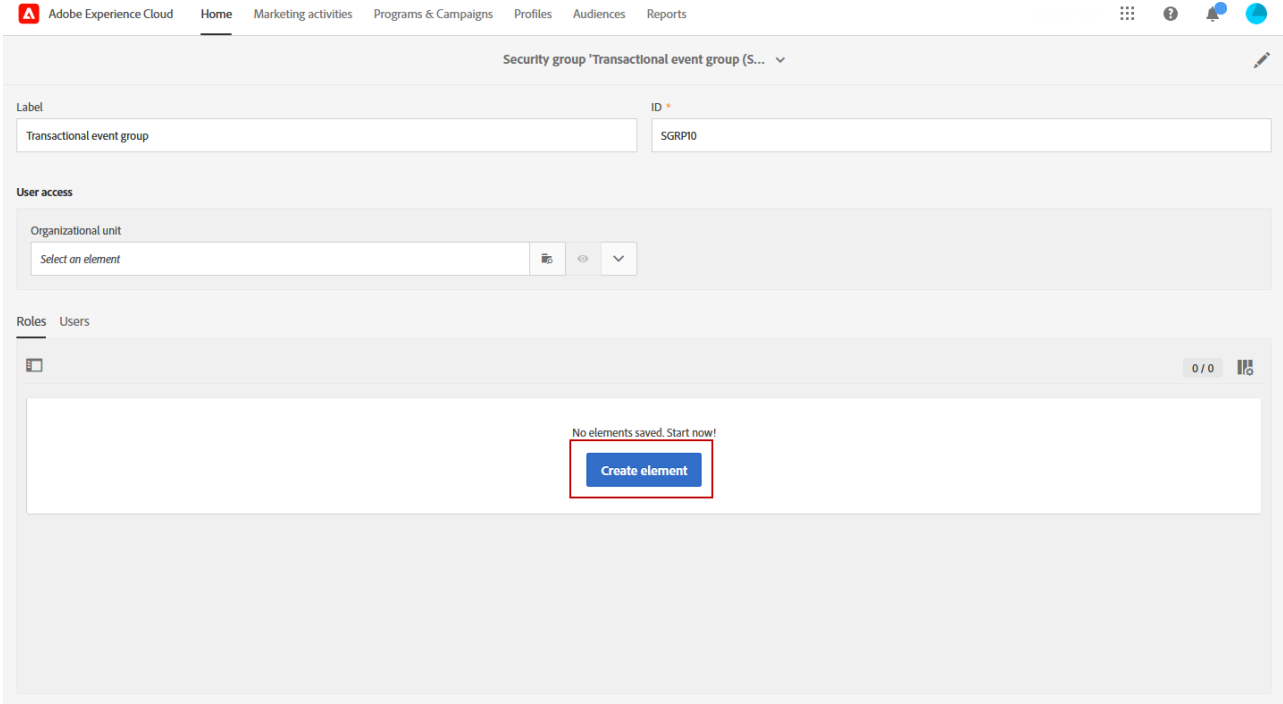 Adobe Experience Cloud Home Marketing activities Programs & Campaigns Profiles Audiences Reports
Security group 'Transactional event group (S...
Label
ID *
Transactional event group
SGRP10
User access
Organizational unit
Select an element
Roles Users
0 / 0
No elements saved. Start now!
Create element